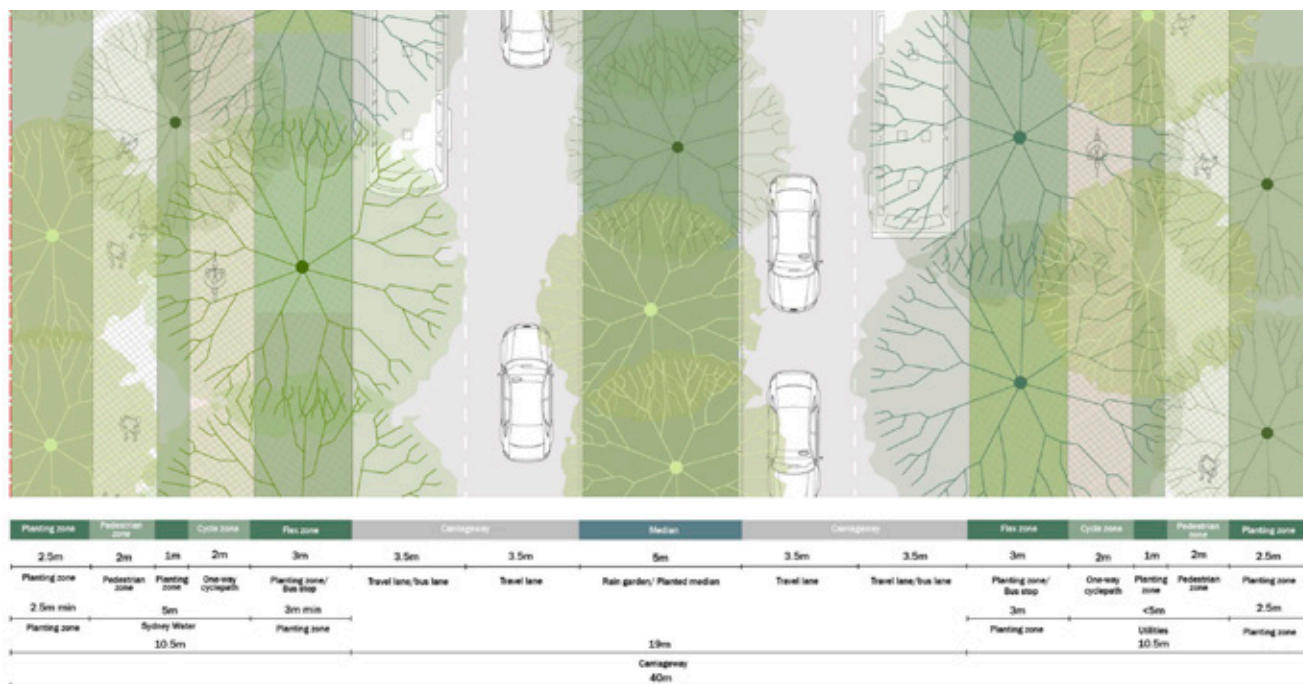 Planting zone Pedestrian zone Cycle zone Flex zone Carriageway Median Carriageway Flex zone Cycle zone Pedestrian zone Planting zone
2.5m 2m 1m 2m 3m 3.5m 3.5m 5m 3.5m 3.5m 3m 2m 1m 2m 2.5m
Planting zone Pedestrian zone Planting zone One-way cyclepath Planting zone/ Bus stop Travel lane/bus lane Travel lane Rain garden/ Planted median Travel lane Travel lane/bus lane Planting zone/ Bus stop One-way cyclepath Planting zone Pedestrian zone Planting zone
2.5m min 5m 3m min 3m <5m 2.5m
Planting zone Sydney Water Planting zone Planting zone Utilities Planting zone
10.5m 19m 10.5m
Carriageway
40m